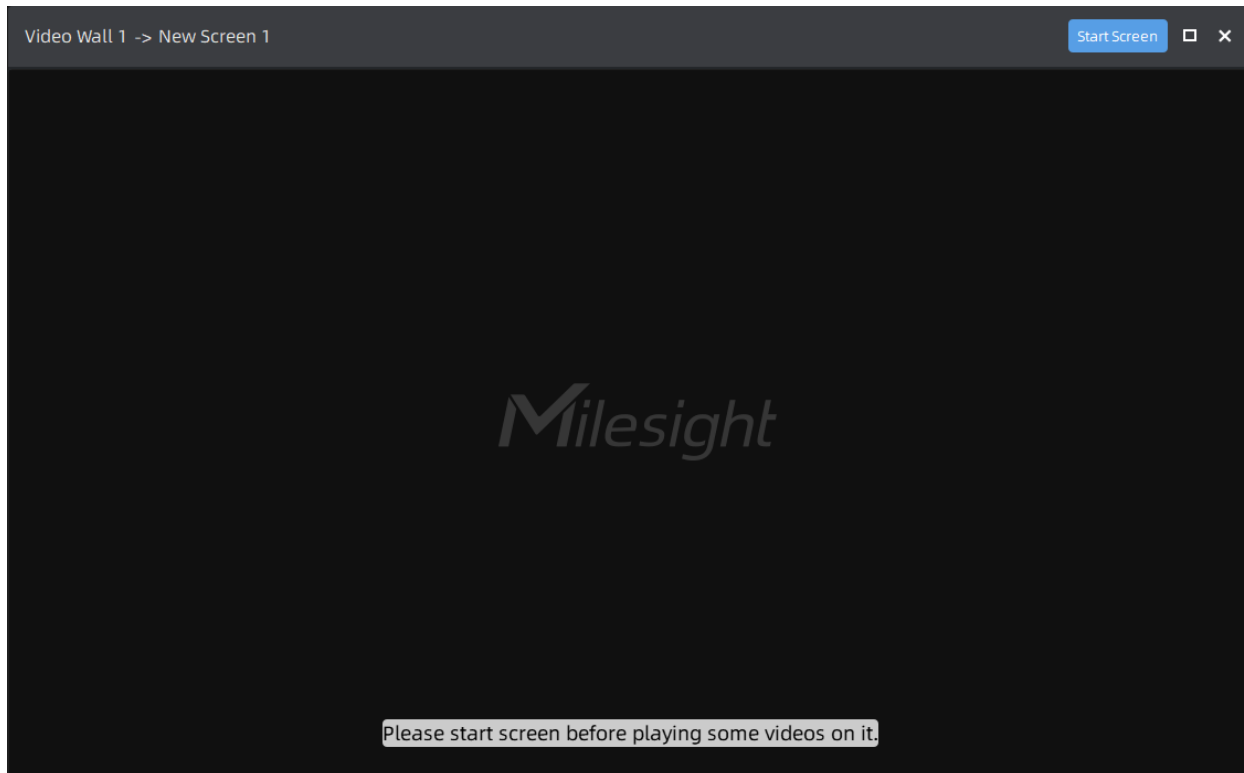 Video Wall 1 -> New Screen 1
Start Screen
Milesight
Please start screen before playing some videos on it.